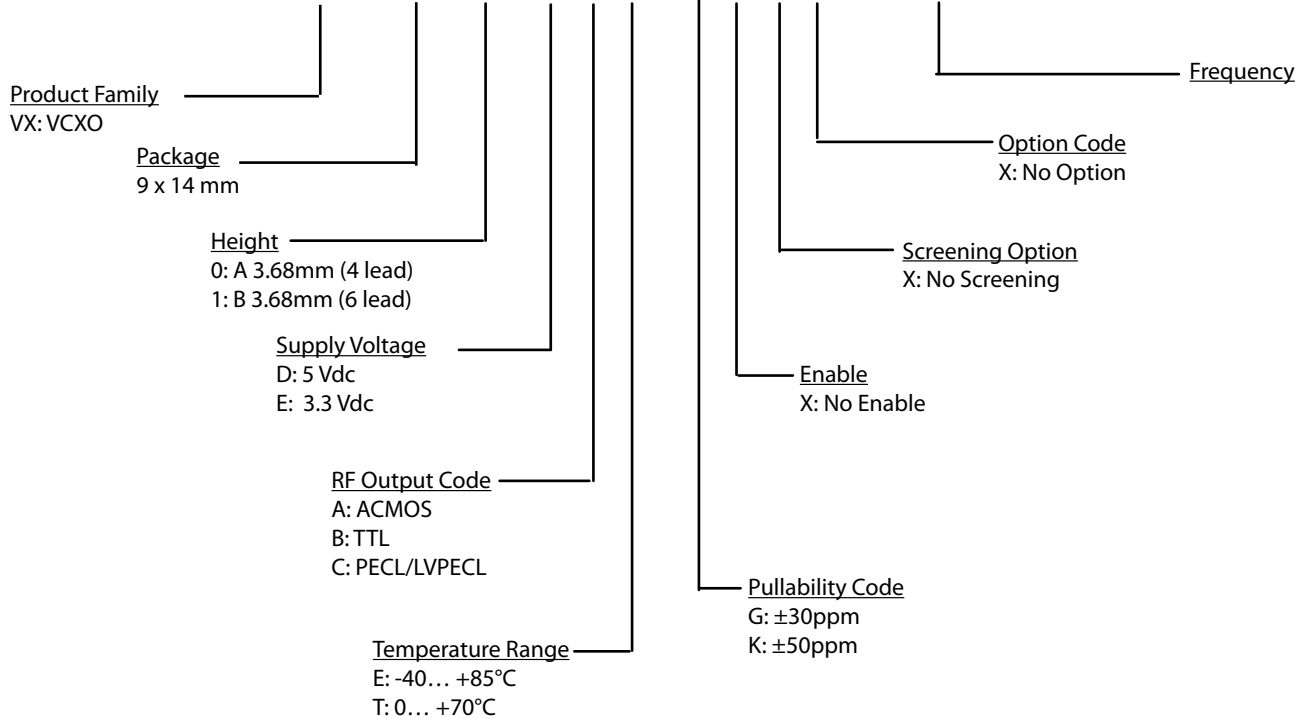 Frequency
Product Family
VX: VCXO
Option Code
X: No Option
Package
9 x 14 mm
Height
0: A 3.68mm (4 lead)
1: B 3.68mm (6 lead)
Screening Option
X: No Screening
Supply Voltage
D: 5 Vdc
E: 3.3 Vdc
Enable
X: No Enable
RF Output Code
A: ACMOS
B: TTL
C: PECL/LVPECL
Pullability Code
G: ±30ppm
K: ±50ppm
Temperature Range
E: -40… +85°C
T: 0… +70°C